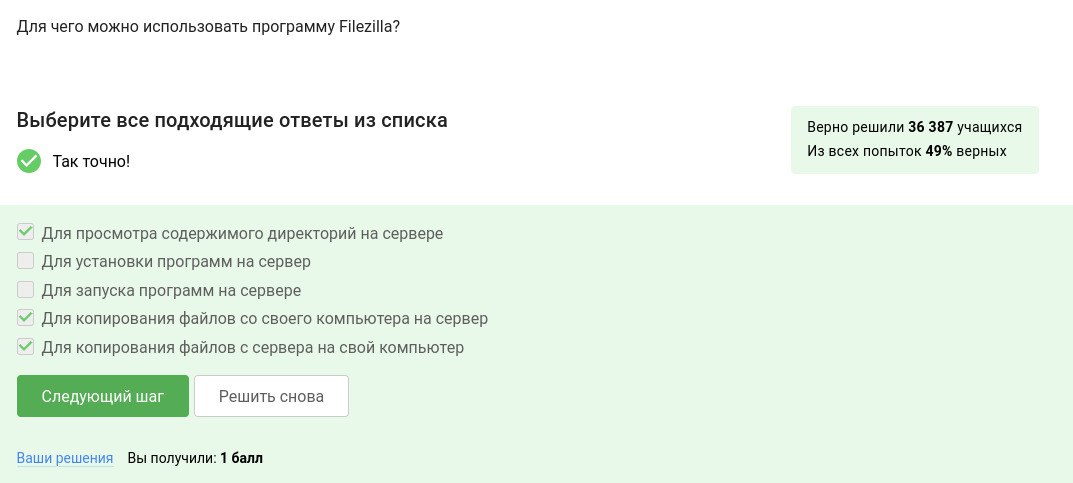 Для чего можно использовать программу Filezilla?
Выберите все подходящие ответы из списка
Верно решили 36 387 учащихся
Из всех попыток 49% верных
Так точно!
Для просмотра содержимого директорий на сервере
Для установки программ на сервер
Для запуска программ на сервере
Для копирования файлов со своего компьютера на сервер
Для копирования файлов с сервера на свой компьютер
Следующий шаг
Решить снова
Ваши решения Вы получили: 1 балл